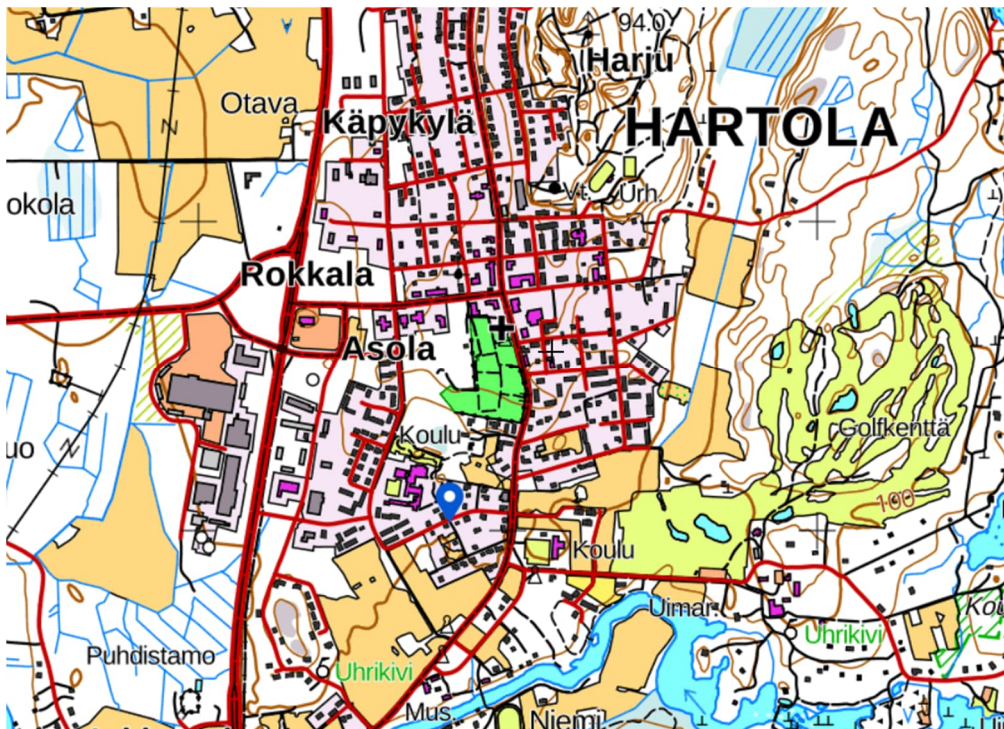 94.0
Harju
Otava
Käpykylä
HARTOLA
Vt.
Urh.
okola
Rokkala
Asola
Golfkenttä
Koulu
uo
100
Koulu
Uimar.
Kou
Uhrikivi
Puhdistamo
Uhrikivi
Mus.
Niemi